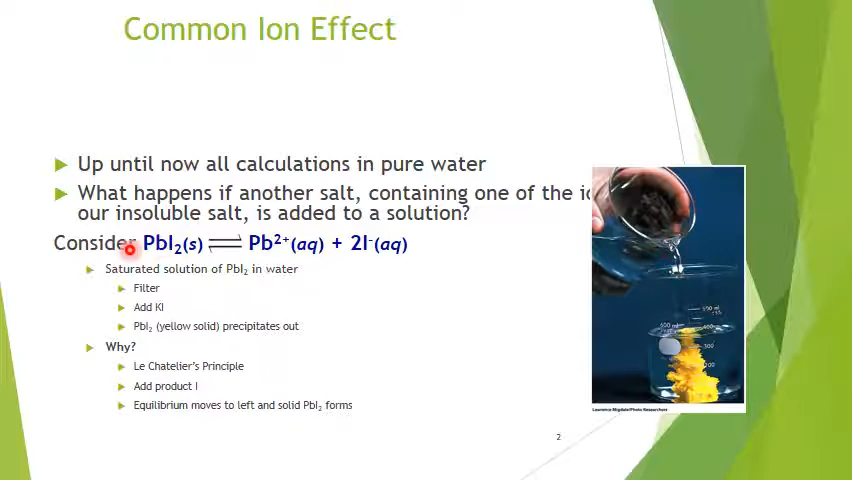 Common Ion Effect
Up until now all calculations in pure water
What happens if another salt, containing one of the
our insoluble salt, is added to a solution?
Consider PbI₂(s) ⇌ Pb²⁺(aq) + 2I⁻(aq)
Saturated solution of PbI₂ in water
Filter
Add KI
PbI₂ (yellow solid) precipitates out
Why?
Le Chatelier's Principle
Add product I
Equilibrium moves to left and solid PbI₂ forms
Lawrence Migdale/Photo Researchers
2